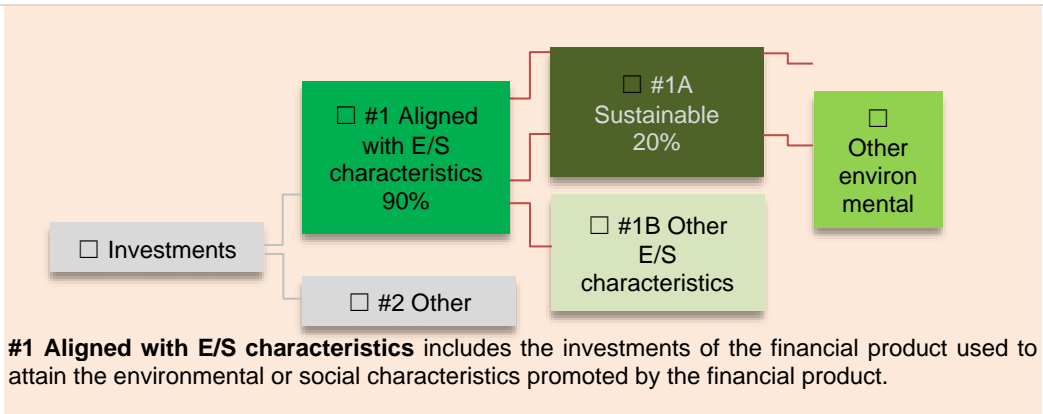 ☐ #1A
Sustainable
20%
☐ #1 Aligned
with E/S
characteristics
90%
☐
Other
environ
mental
☐ Investments
☐ #1B Other
E/S
characteristics
☐ #2 Other
#1 Aligned with E/S characteristics includes the investments of the financial product used to
attain the environmental or social characteristics promoted by the financial product.